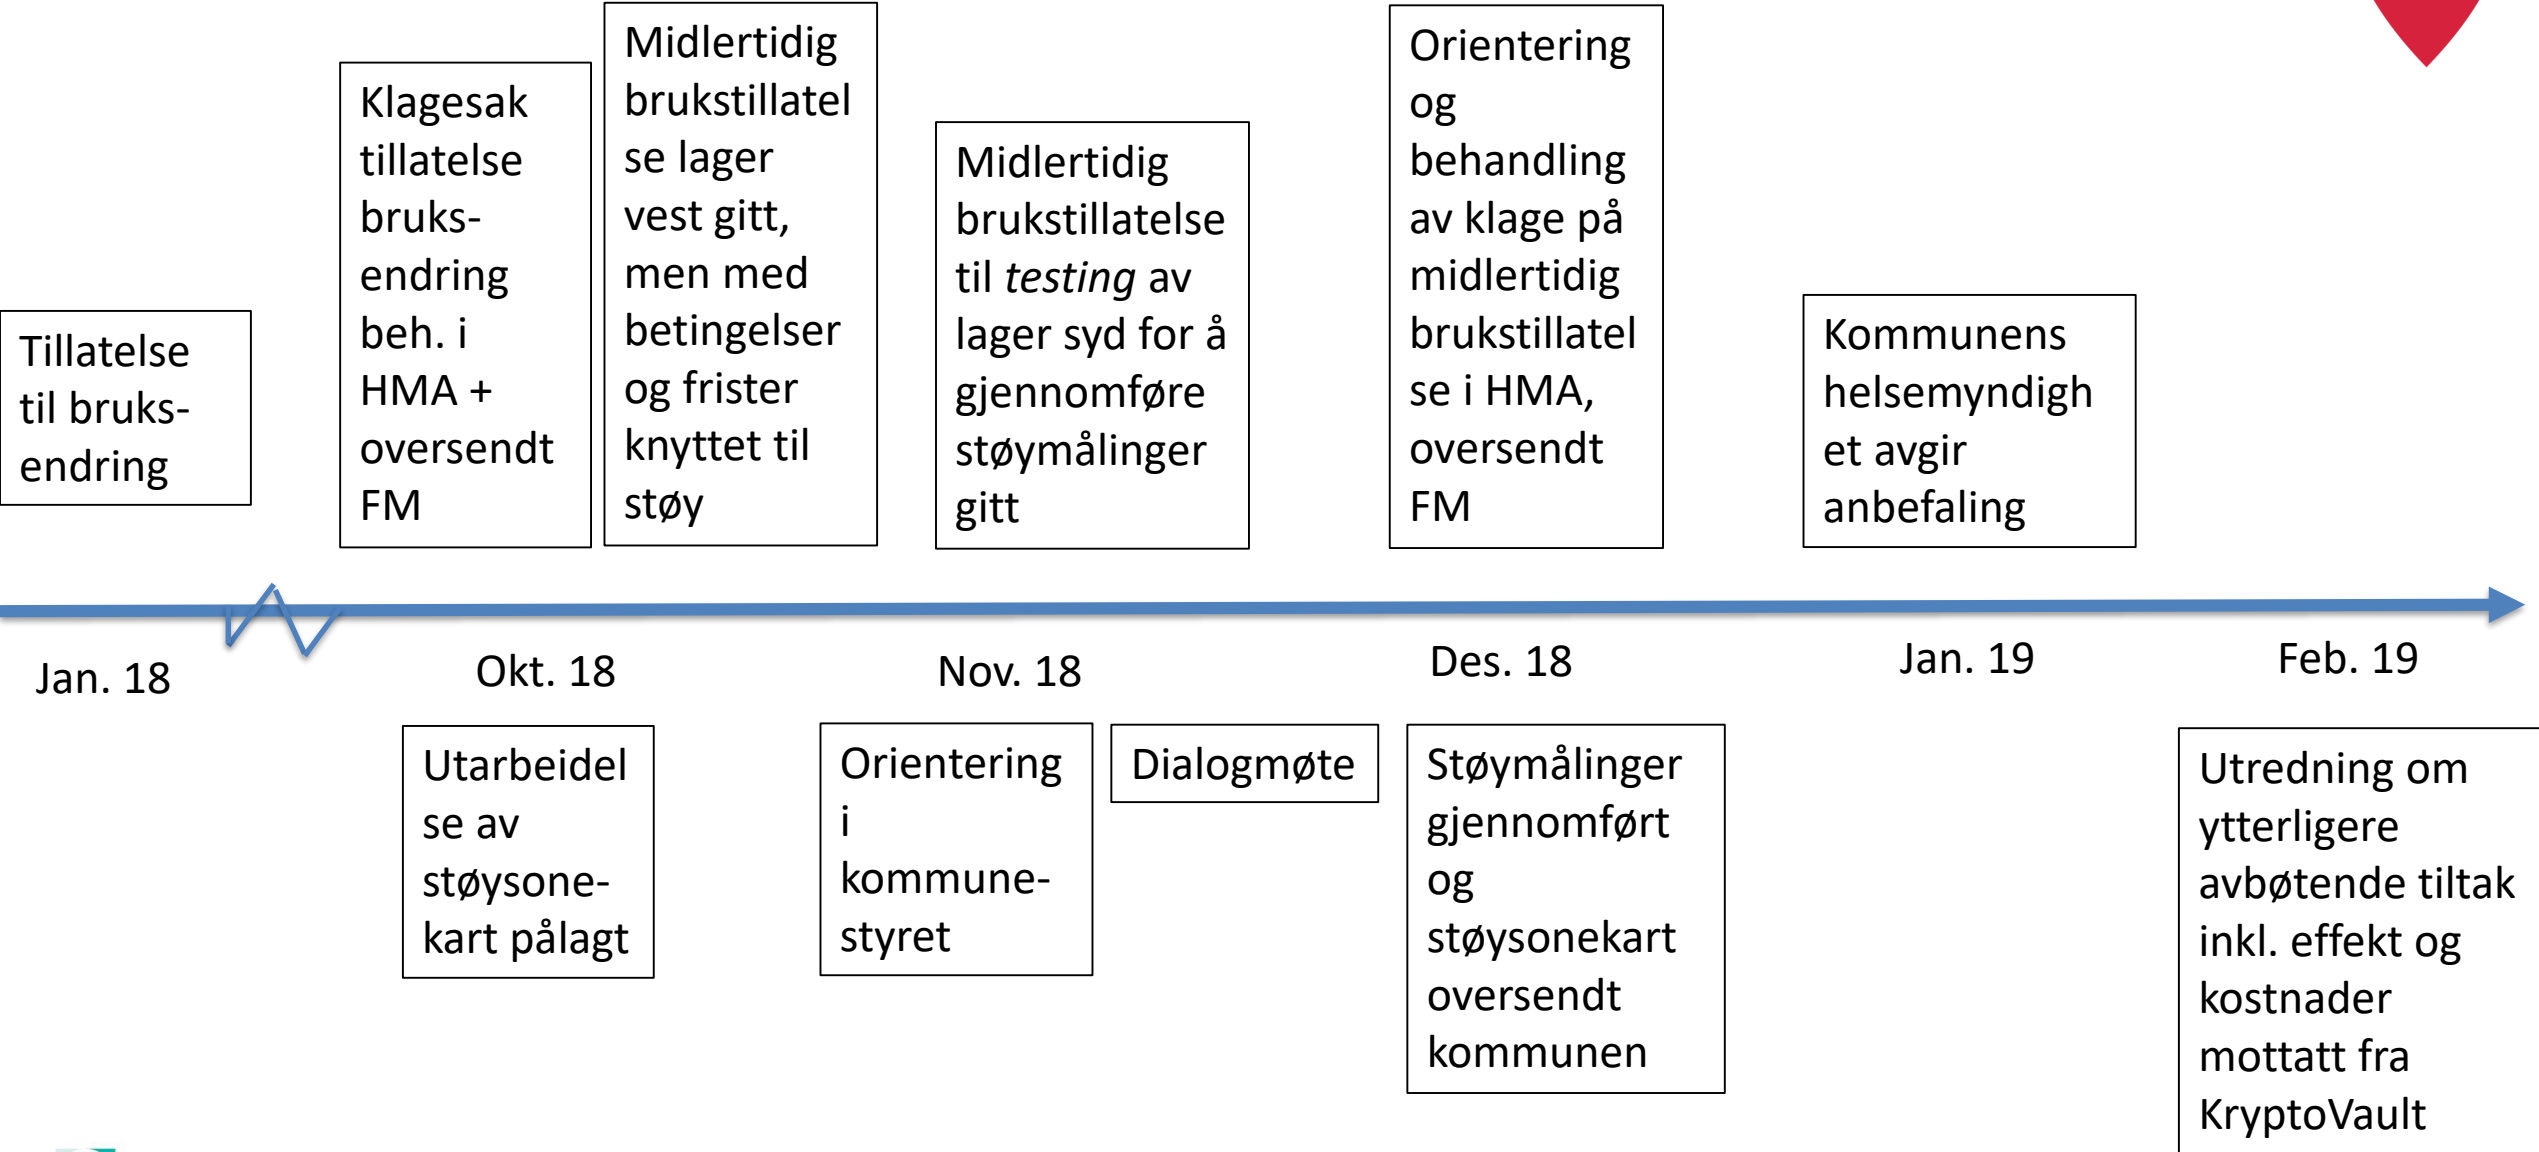 Tillatelse
til bruks-
endring
Klagesak
tillatelse
bruks-
endring
beh. i
HMA +
oversendt
FM
Midlertidig
brukstillatel
se lager
vest gitt,
men med
betingelser
og frister
knyttet til
støy
Midlertidig
brukstillatelse
til testing av
lager syd for å
gjennomføre
støymålinger
gitt
Orientering
og
behandling
av klage på
midlertidig
brukstillatel
se i HMA,
oversendt
FM
Kommunens
helsemyndigh
et avgir
anbefaling
Jan. 18
Okt. 18
Nov. 18
Des. 18
Jan. 19
Feb. 19
Utarbeidel
se av
støysone-
kart pålagt
Orientering
i
kommune-
styret
Dialogmøte
Støymålinger
gjennomført
og
støysonekart
oversendt
kommunen
Utredning om
ytterligere
avbøtende tiltak
inkl. effekt og
kostnader
mottatt fra
KryptoVault